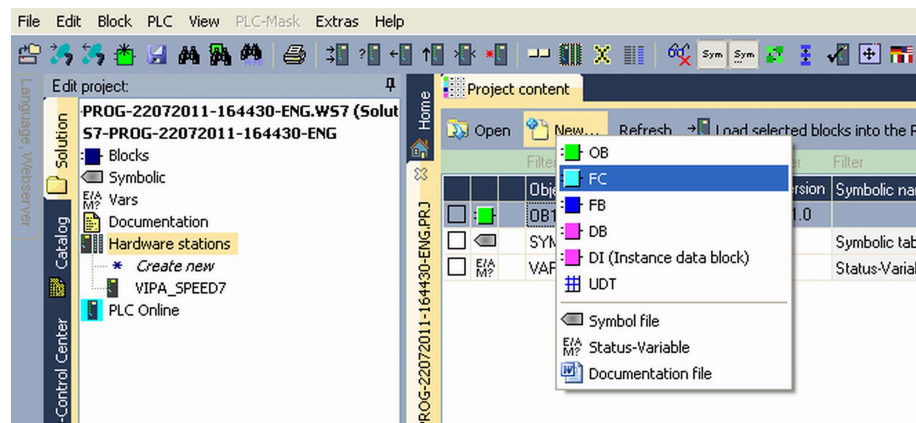 File Edit Block PLC View PLC-Mask Extras Help
Sym Sym
Language, Webserver
Solution
Catalog
-Control Center
Edit project:
-PROG-22072011-164430-ENG.WS7 (Solut
S7-PROG-22072011-164430-ENG
Blocks
Symbolic
E/A M? Vars
Documentation
Hardware stations
* Create new
VIPA_SPEED7
PLC Online
Home
PROG-22072011-164430-ENG.PRJ
Project content
Open New... Refresh Load selected blocks into the P
Filter Filter
Obje rsion Symbolic na
OB1 1.0
SYM Symbolic tab
E/A M? VAR Status-Varial
OB
FC
FB
DB
DI (Instance data block)
UDT
Symbol file
E/A M? Status-Variable
Documentation file